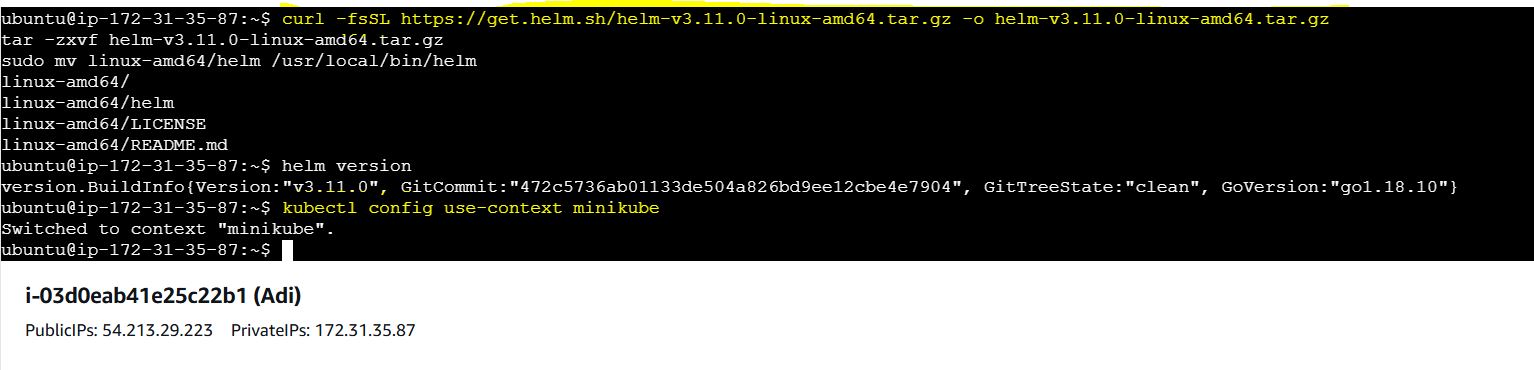 ubuntu@ip-172-31-35-87:~$ curl -fsSL https://get.helm.sh/helm-v3.11.0-linux-amd64.tar.gz -o helm-v3.11.0-linux-amd64.tar.gz
tar -zxvf helm-v3.11.0-linux-amd64.tar.gz
sudo mv linux-amd64/helm /usr/local/bin/helm
linux-amd64/
linux-amd64/helm
linux-amd64/LICENSE
linux-amd64/README.md
ubuntu@ip-172-31-35-87:~$ helm version
version.BuildInfo{Version:"v3.11.0", GitCommit:"472c5736ab01133de504a826bd9ee12cbe4e7904", GitTreeState:"clean", GoVersion:"go1.18.10"}
ubuntu@ip-172-31-35-87:~$ kubectl config use-context minikube
Switched to context "minikube".
ubuntu@ip-172-31-35-87:~$
i-03d0eab41e25c22b1 (Adi)
PublicIPs: 54.213.29.223 PrivateIPs: 172.31.35.87